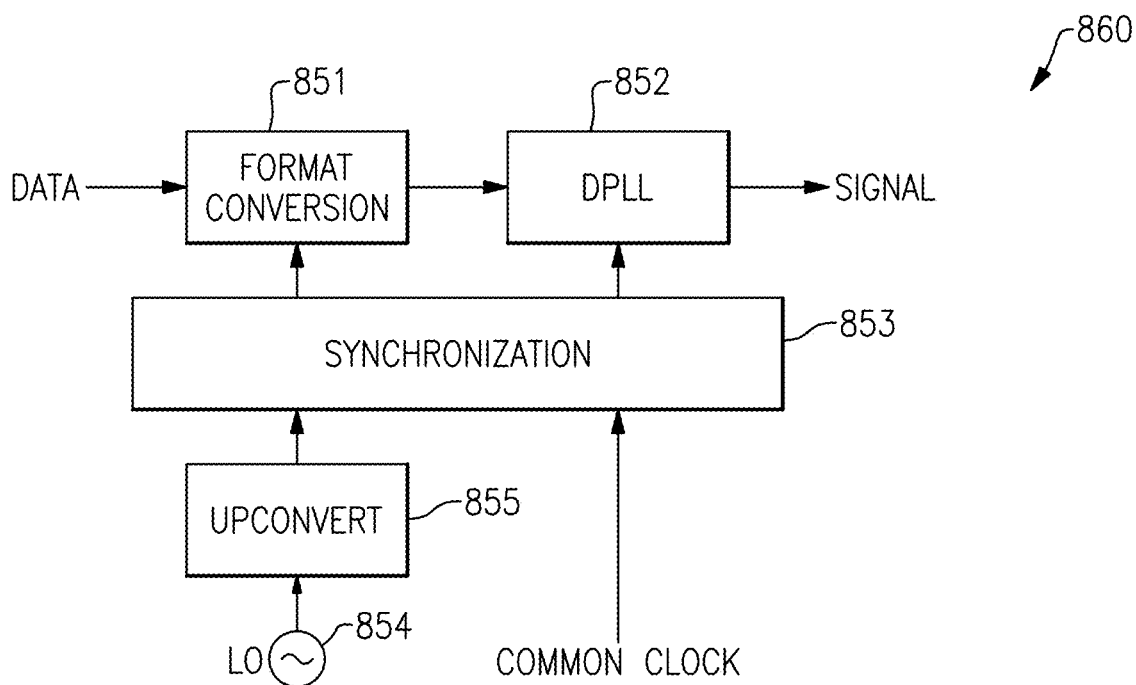 860
851
852
DATA
FORMAT
CONVERSION
DPLL
SIGNAL
853
SYNCHRONIZATION
UPCONVERT
855
LO
854
COMMON CLOCK